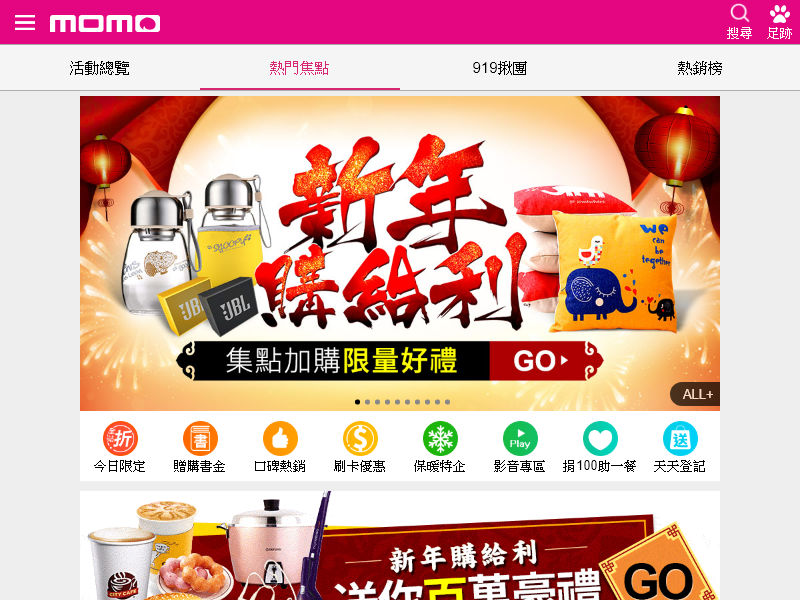 momo
搜尋
足跡
活動總覽
熱門焦點
919揪團
熱銷榜
新年
購給利
SNOOPY
JBL
JBL
we
can
be
together
集點加購限量好禮
GO
ALL+
折
書
$
Play
送
今日限定
贈購書金
口碑熱銷
刷卡優惠
保暖特企
影音專區
捐100助一餐
天天登記
CITY CAFE
新年購給利
送你百萬豪禮
GO